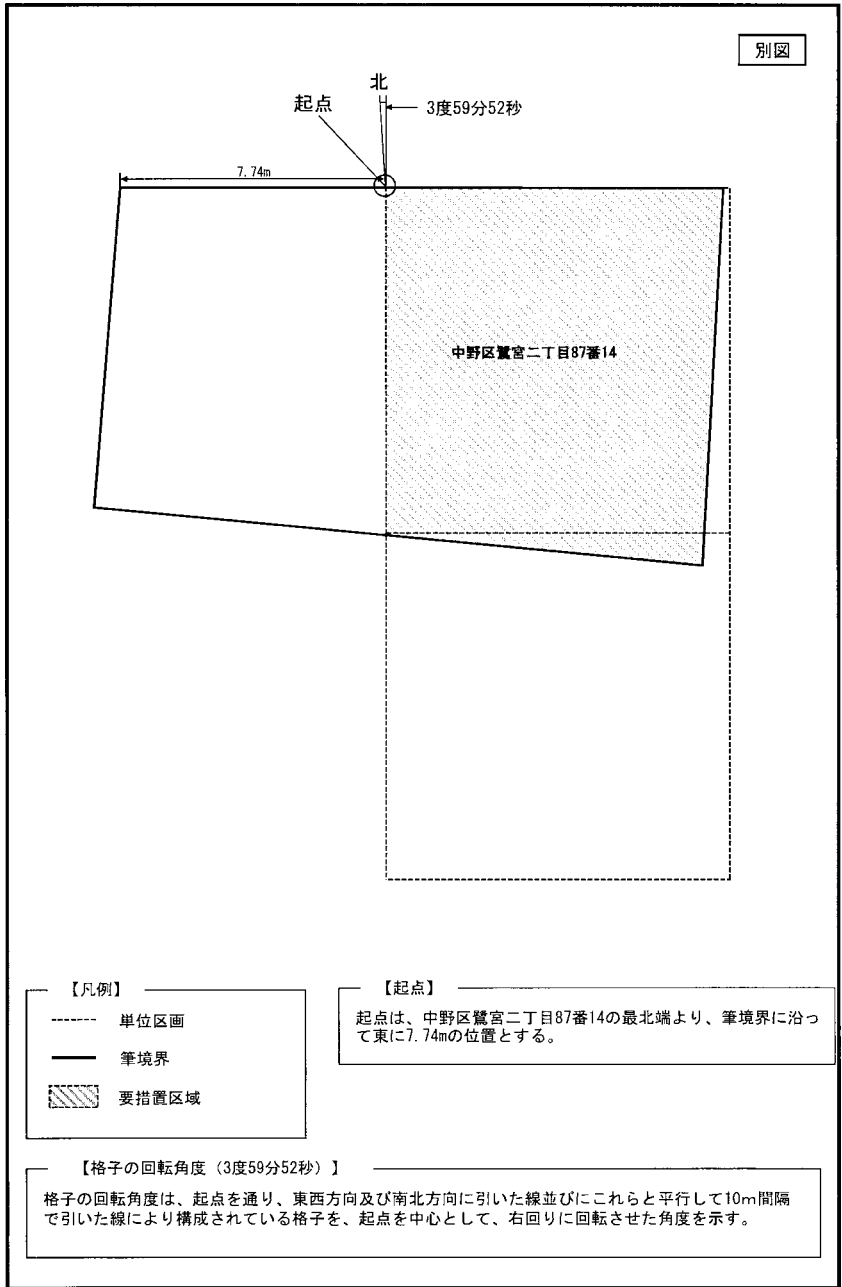 別図
北
起点
3度59分52秒
7.74m
中野区鷺宮二丁目87番14
【凡例】
単位区画
筆境界
要措置区域
【起点】
起点は、中野区鷺宮二丁目87番14の最北端より、筆境界に沿っ
て東に7.74mの位置とする。
【格子の回転角度（3度59分52秒）】
格子の回転角度は、起点を通り、東西方向及び南北方向に引いた線並びにこれらと平行して10m間隔
で引いた線により構成されている格子を、起点を中心として、右回りに回転させた角度を示す。